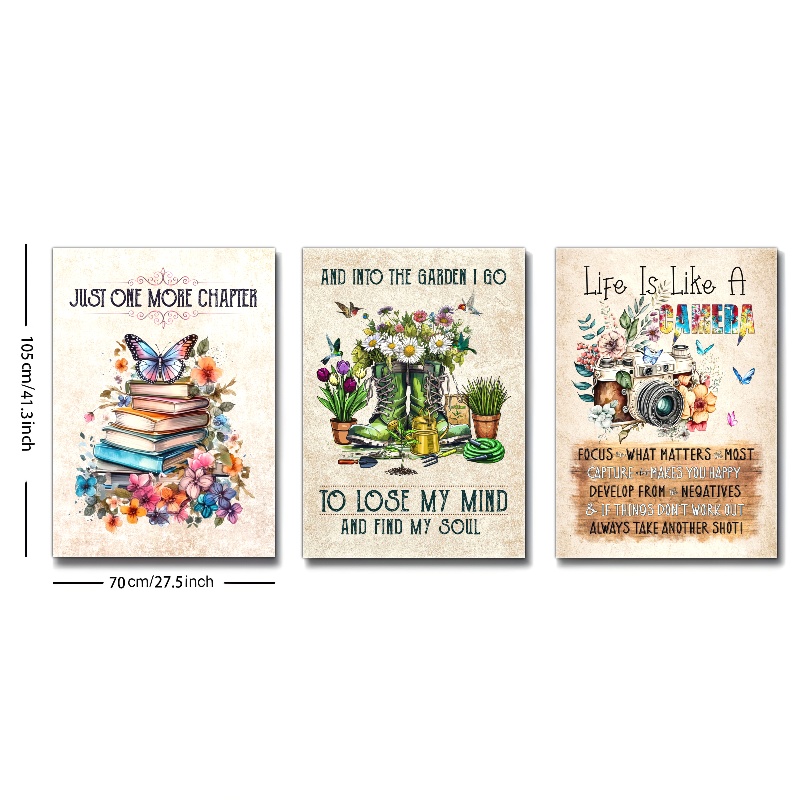 JUST ONE MORE CHAPTER
105cm/41.3inch
70cm/27.5inch
AND INTO THE GARDEN I GO
TO LOSE MY MIND
AND FIND MY SOUL
LIFE IS LIKE A
CAMERA
FOCUS ON WHAT MATTERS MOST
CAPTURE MAKES YOU HAPPY
DEVELOP FROM THE NEGATIVES
& IF THINGS DON'T WORK OUT
ALWAYS TAKE ANOTHER SHOT!